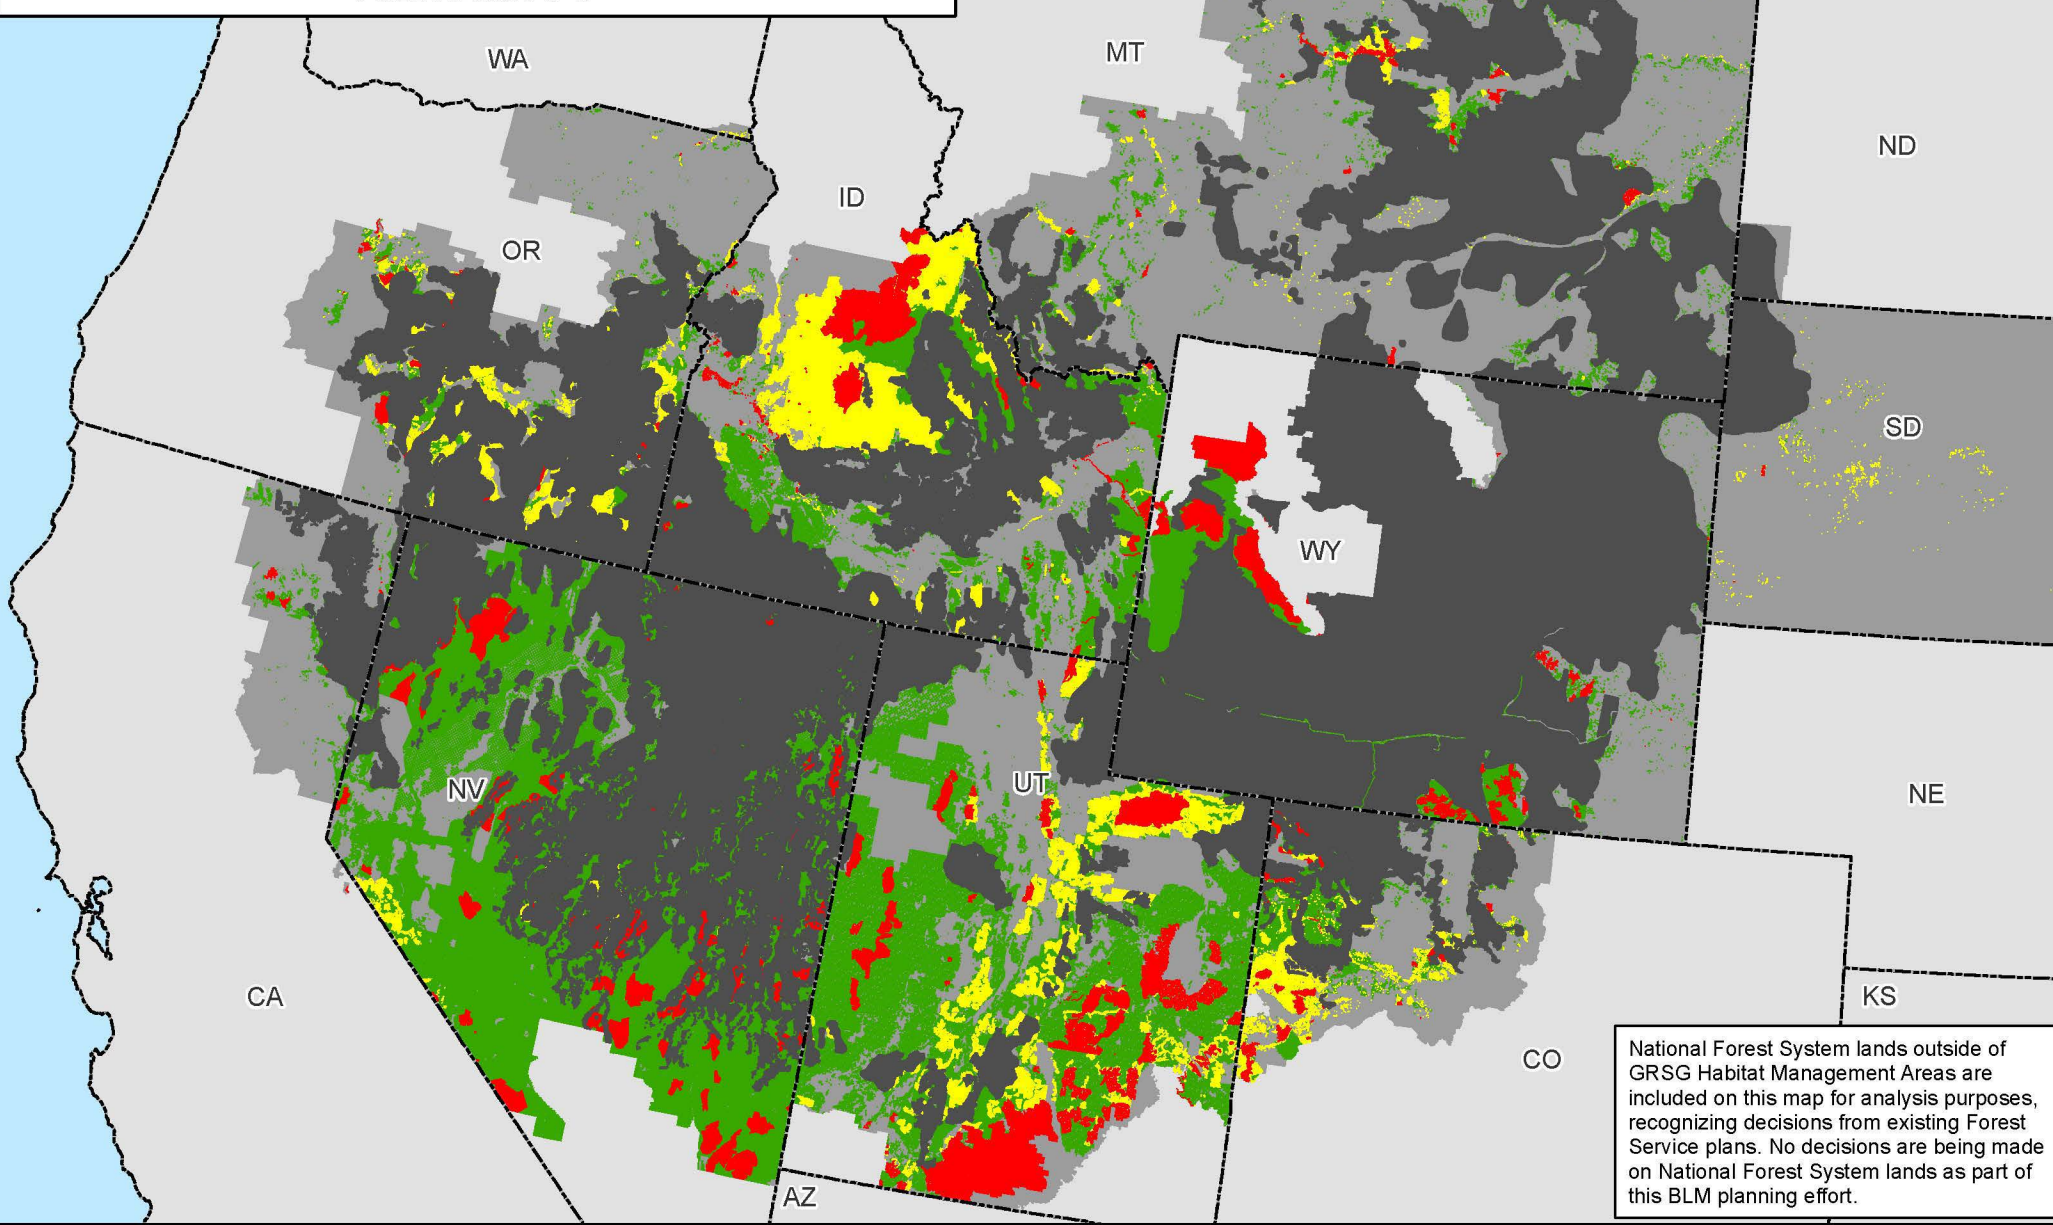 WA
MT
ND
ID
OR
SD
WY
NV
UT
NE
CA
KS
CO
AZ
National Forest System lands outside of
GRSG Habitat Management Areas are
included on this map for analysis purposes,
recognizing decisions from existing Forest
Service plans. No decisions are being made
on National Forest System lands as part of
this BLM planning effort.